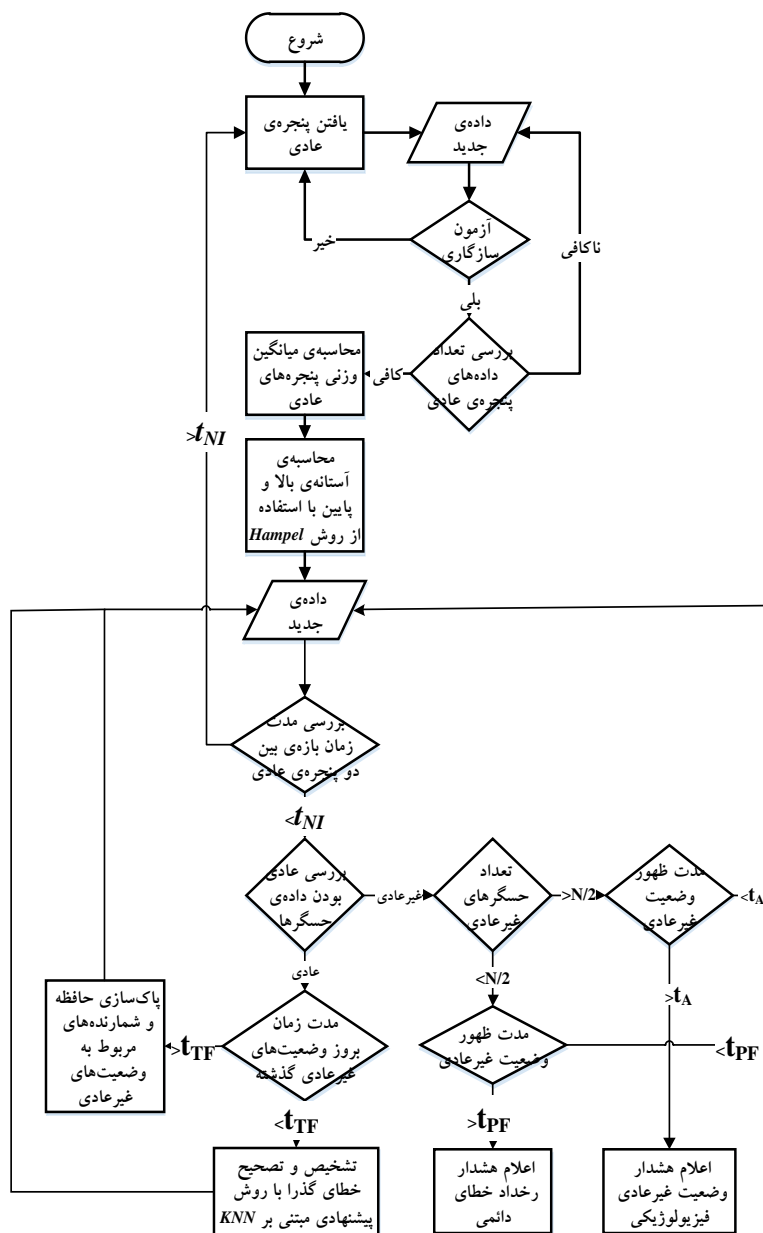 شروع
یافتن پنجره‌ی
عادی
داده‌ی
جدید
آزمون
سازگاری
خیر
ناکافی
بلی
بررسی تعداد
داده‌های
پنجره‌ی عادی
کافی
محاسبه‌ی میانگین
وزنی پنجره‌های
عادی
محاسبه‌ی
آستانه‌ی بالا و
پایین با استفاده
از روش Hampel
>tNI
داده‌ی
جدید
بررسی مدت
زمان بازه‌ی بین
دو پنجره‌ی عادی
<tNI
بررسی عادی
بودن داده‌ی
حسگرها
غیرعادی
تعداد
حسگرهای
غیرعادی
>N/2
مدت ظهور
وضعیت
غیرعادی
<tA
عادی
<N/2
>tA
مدت زمان
بروز وضعیت‌های
غیرعادی گذشته
>tTF
پاک‌سازی حافظه
و شمارنده‌های
مربوط به
وضعیت‌های
غیرعادی
مدت ظهور
وضعیت غیرعادی
<tPF
<tTF
>tPF
تشخیص و تصحیح
خطای گذرا با روش
پیشنهادی مبتنی بر KNN
اعلام هشدار
رخداد خطای
دائمی
اعلام هشدار
وضعیت غیرعادی
فیزیولوژیکی